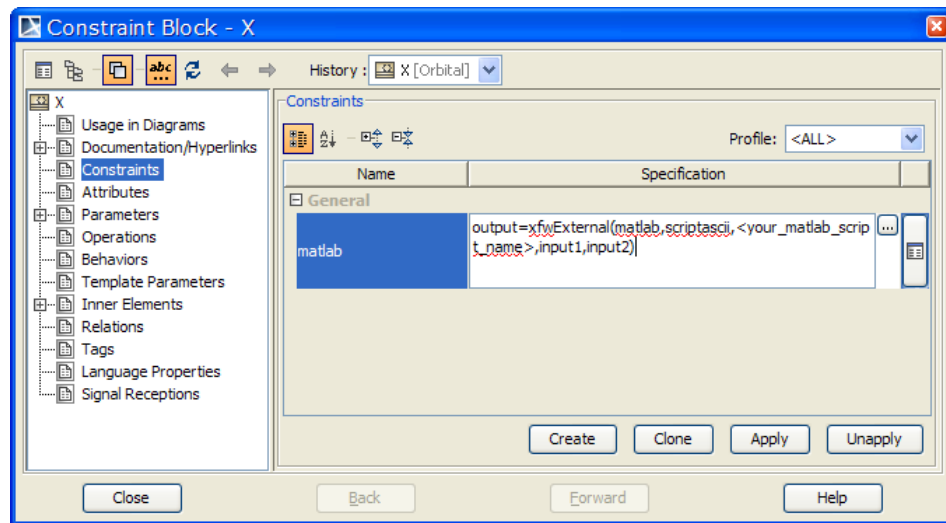 Constraint Block - X
abc
...
History : X [Orbital]
X
Usage in Diagrams
Documentation/Hyperlinks
Constraints
Attributes
Parameters
Operations
Behaviors
Template Parameters
Inner Elements
Relations
Tags
Language Properties
Signal Receptions
Constraints
Profile: <ALL>
Name Specification
General
matlab
output=xfwExternal(matlab,scriptascii,<your_matlab_scrip
t_name>,input1,input2)
...
Create Clone Apply Unapply
Close Back Forward Help